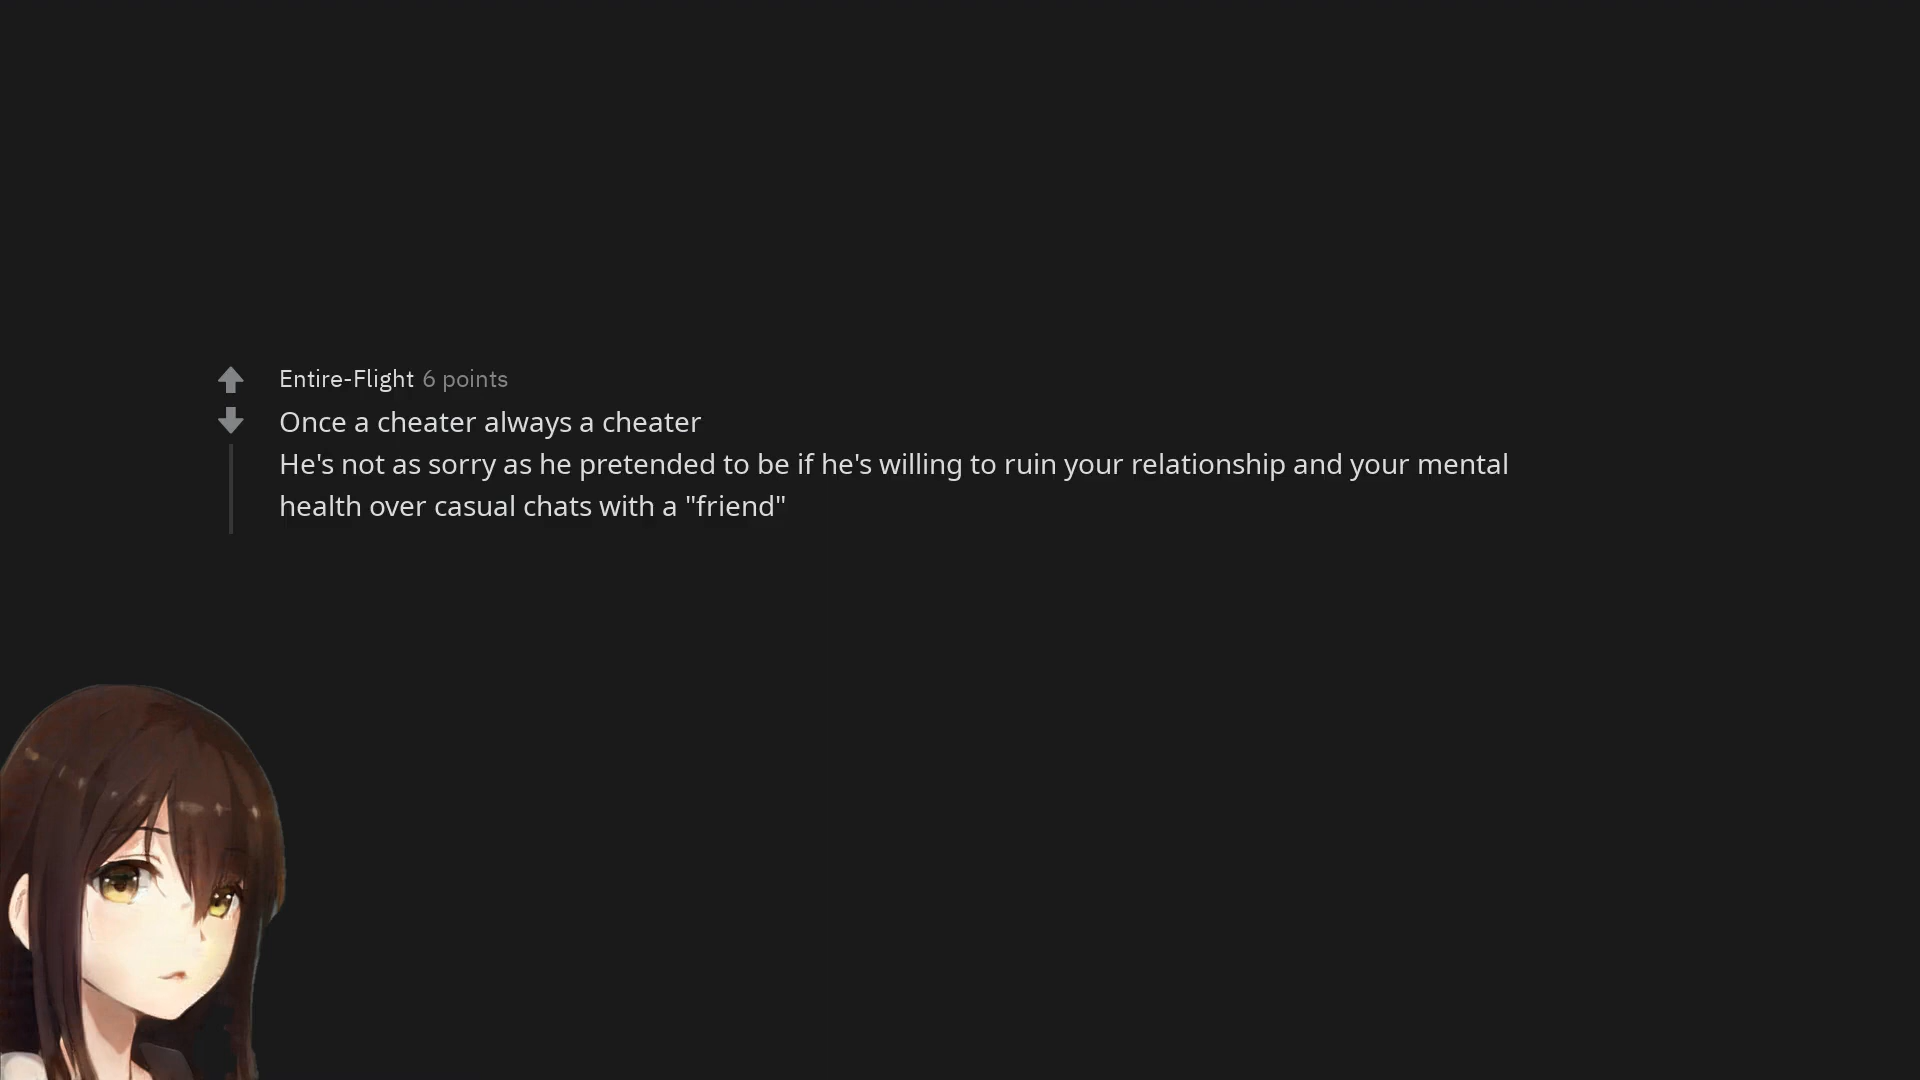 Entire-Flight 6 points
Once a cheater always a cheater
He's not as sorry as he pretended to be if he's willing to ruin your relationship and your mental
health over casual chats with a "friend"